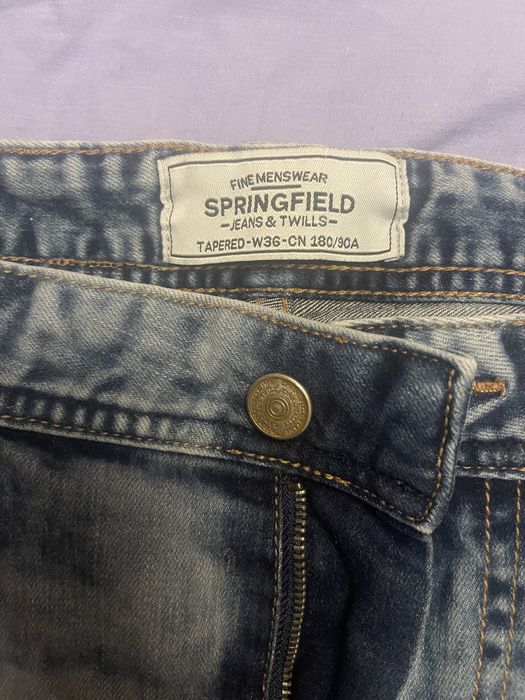 FINE MENSWEAR
SPRINGFIELD
-JEANS & TWILLS-
TAPERED-W36-CN 180/90A